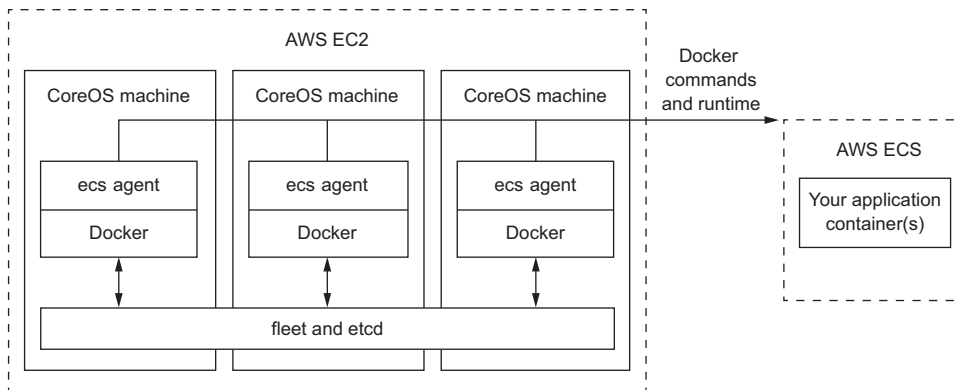 AWS EC2
Docker
commands
and runtime
CoreOS machine
CoreOS machine
CoreOS machine
AWS ECS
ecs agent
ecs agent
ecs agent
Your application
container(s)
Docker
Docker
Docker
fleet and etcd